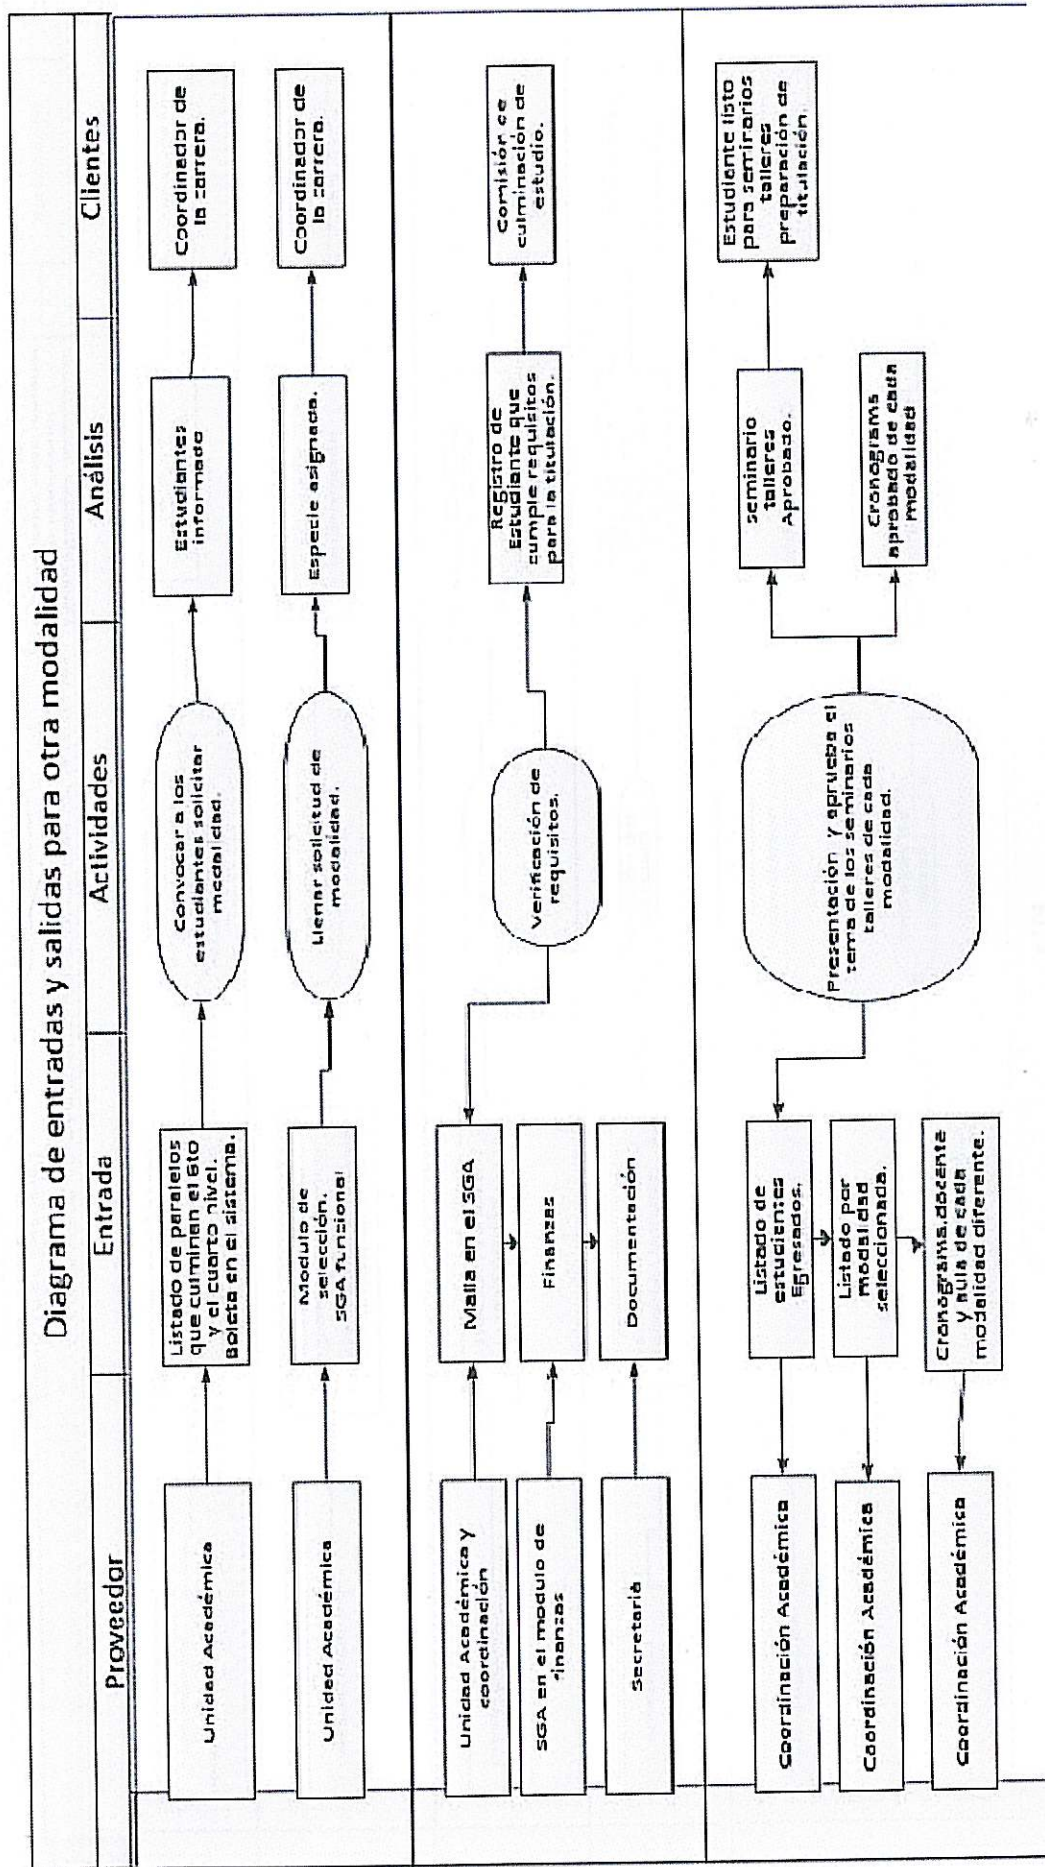 Diagrama de entradas y salidas para otra modalidad
Proveedor
Entrada
Actividades
Análisis
Clientes
Unidad Académica
Listado de paralelos
que culminan el 6to
y el cuarto nivel.
Boleta en el sistema.
Convocar a los
estudiantes solicitar
modalidad.
Estudiantes
informado
Coordinador de
la carrera.
Unidad Académica
Modulo de
selección.
SGA funcional
Llenar solicitud de
modalidad.
Especie asignada.
Coordinador de
la carrera.
Unidad Académica y
coordinación
Malla en el SGA
SGA en el modulo de
finanzas
Finanzas
Secretaria
Documentación
Verificación de
requisitos.
Registro de
Estudiante que
cumple requisitos
para la titulación.
Comisión de
culminación de
estudio.
Coordinación Académica
Listado de
estudientes
Egresados.
Coordinación Académica
Listado por
modalidad
seleccionada.
Coordinación Académica
Cronograma,docente
y aula de cada
modalidad diferente.
Presentación y aprueba el
tema de los seminarios
talleres de cada
modalidad.
seminario
talleres
Aprobado.
Cronograma
aprobado de cada
modalidad
Estudiante listo
para seminarios
talleres
preparación de
titulación.